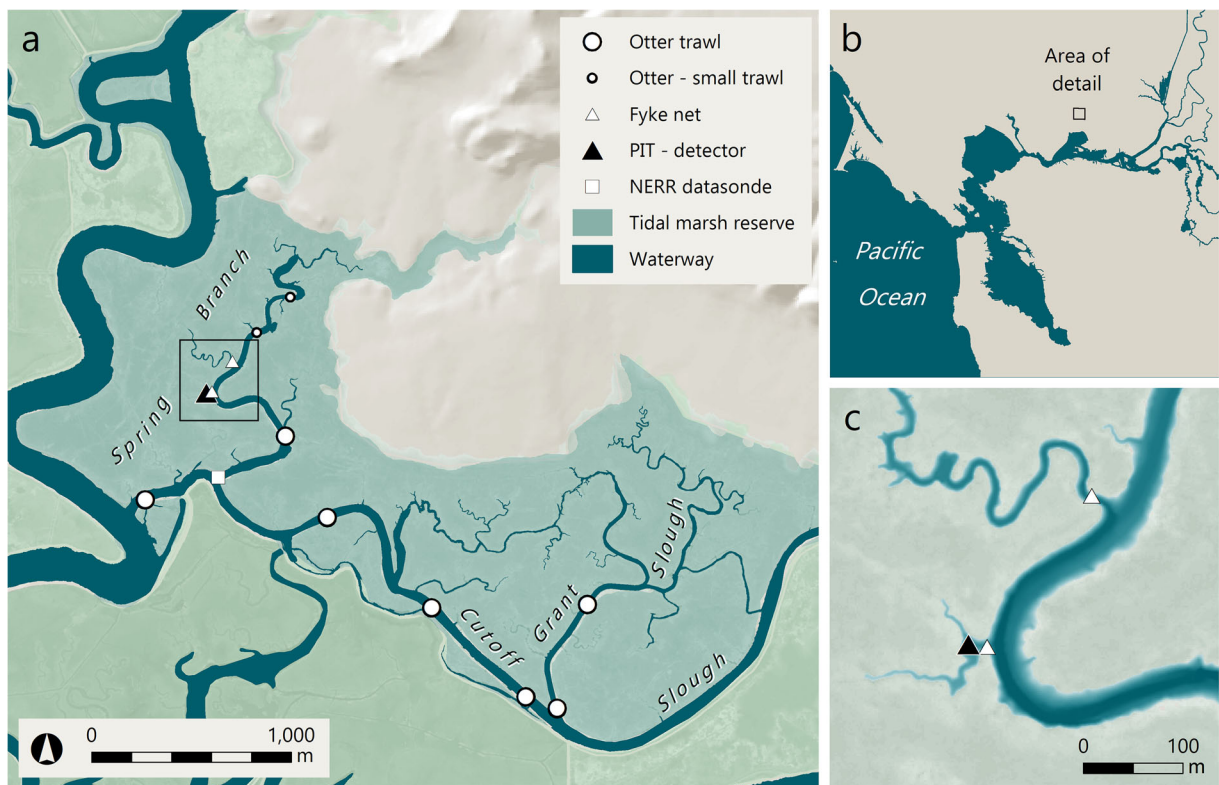 a
Otter trawl
Otter - small trawl
Fyke net
PIT - detector
NERR datasonde
Tidal marsh reserve
Waterway
Spring Branch
Cutoff
Slough
Grant Slough
0 1,000
m
b
Area of
detail
Pacific
Ocean
c
0 100
m